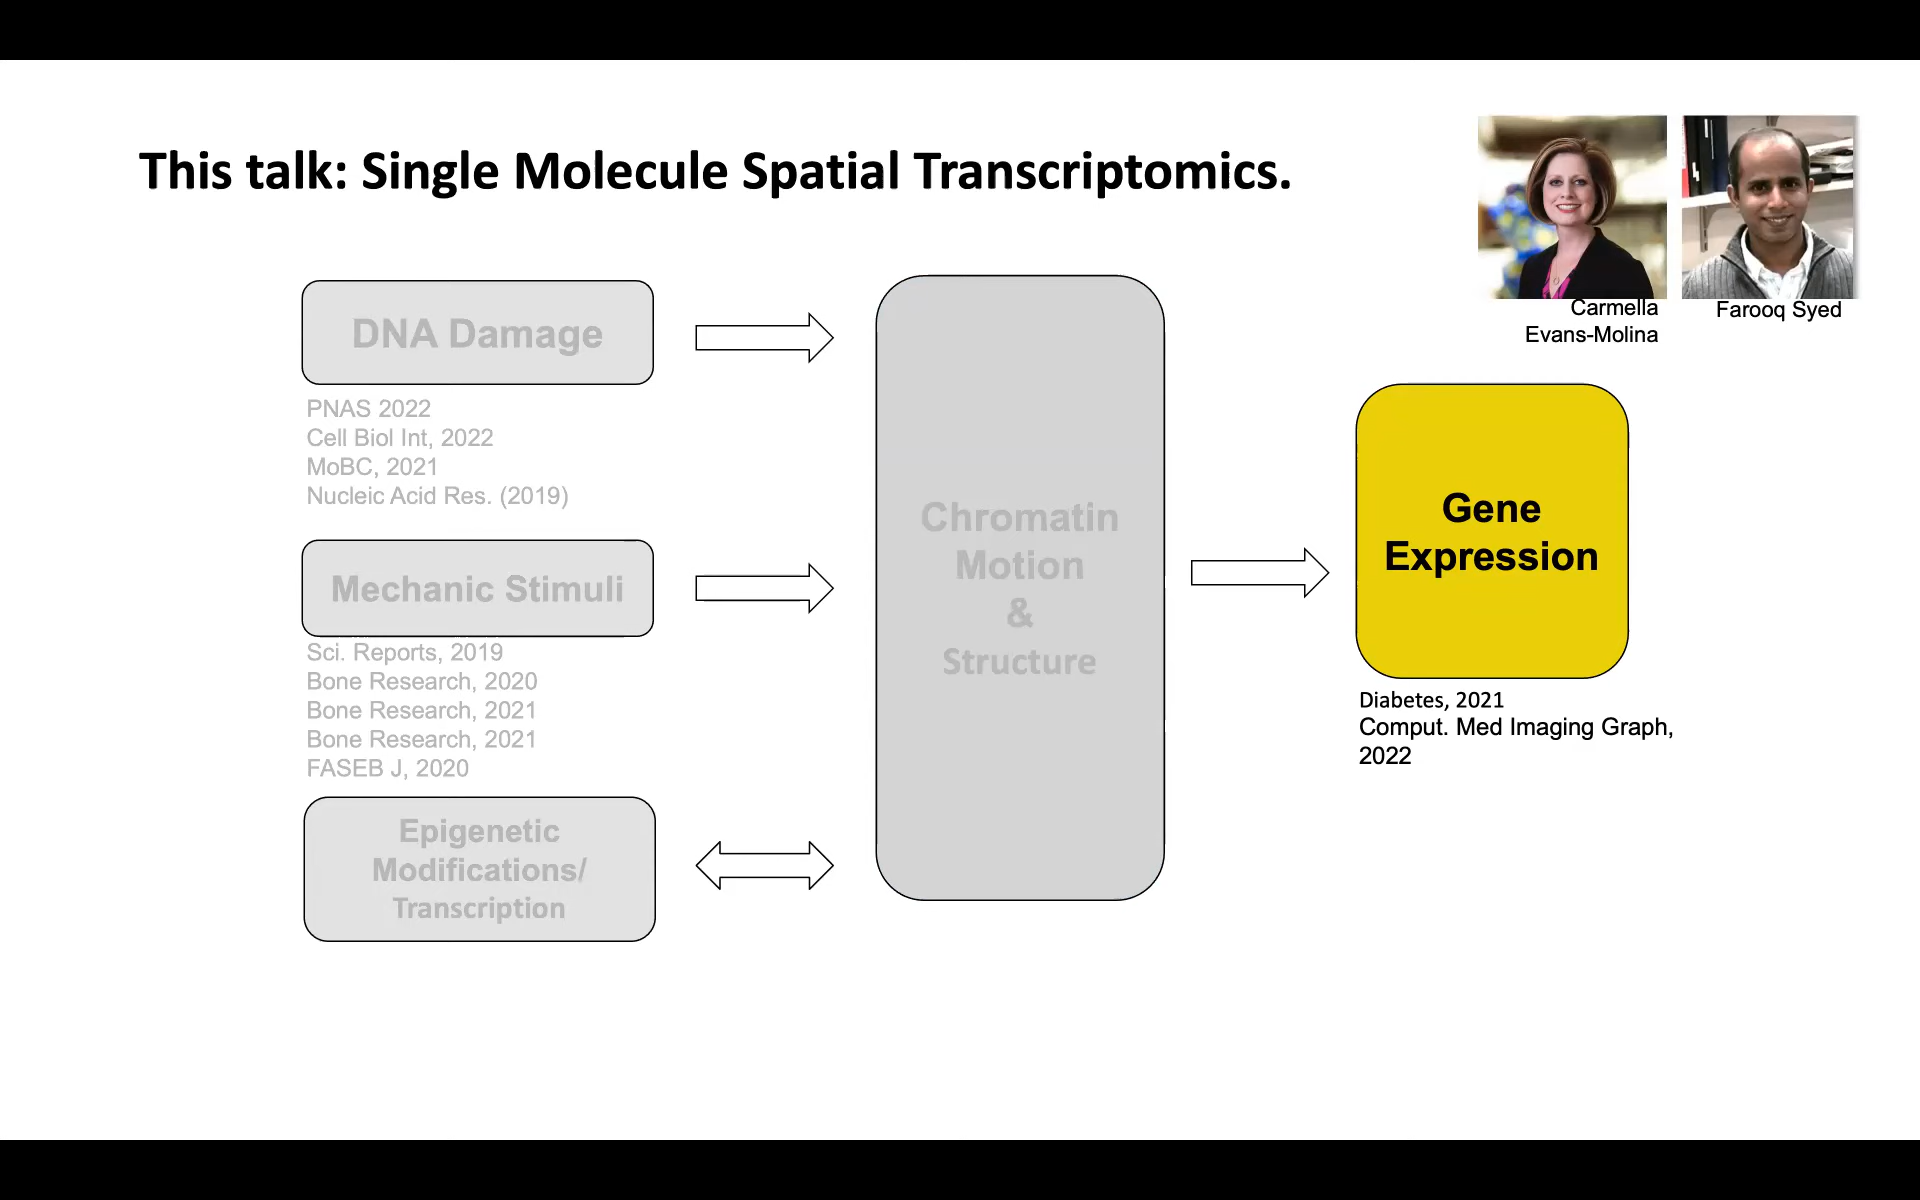 This talk: Single Molecule Spatial Transcriptomics.
Carmella
Evans-Molina
Farooq Syed
DNA Damage
PNAS 2022
Cell Biol Int, 2022
MoBC, 2021
Nucleic Acid Res. (2019)
Mechanic Stimuli
Sci. Reports, 2019
Bone Research, 2020
Bone Research, 2021
Bone Research, 2021
FASEB J, 2020
Epigenetic
Modifications/
Transcription
Chromatin
Motion
&
Structure
Gene
Expression
Diabetes, 2021
Comput. Med Imaging Graph,
2022